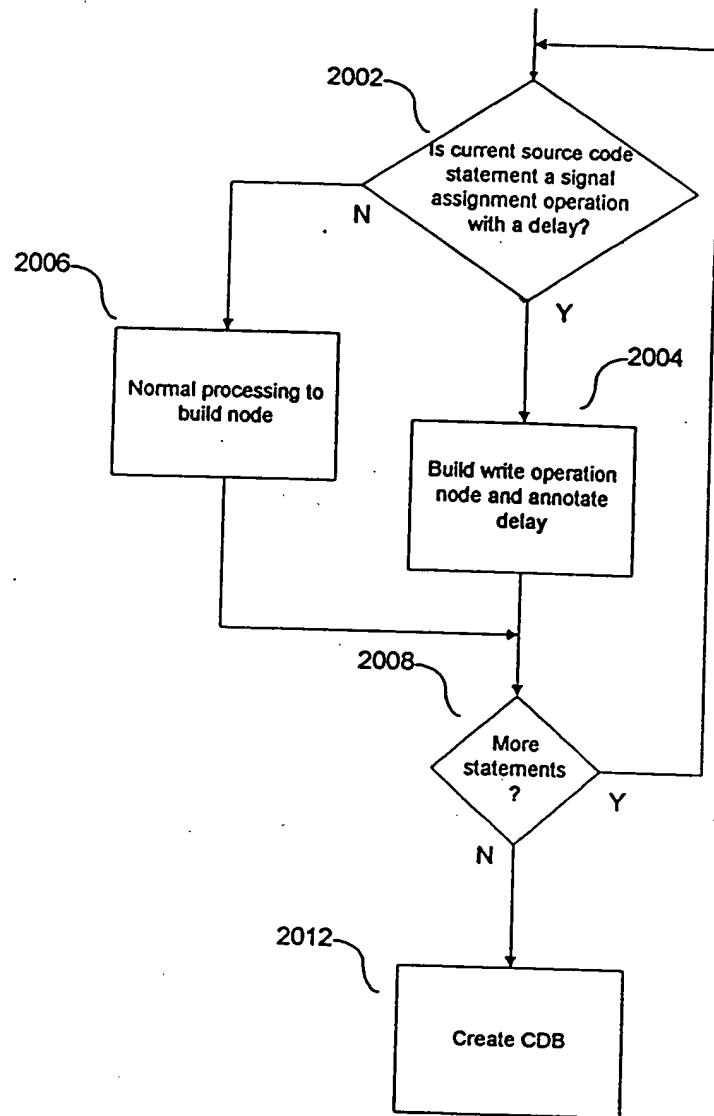 2002
Is current source code
statement a signal
assignment operation
with a delay?
N
Y
2006
Normal processing to
build node
2004
Build write operation
node and annotate
delay
2008
More
statements
?
Y
N
2012
Create CDB